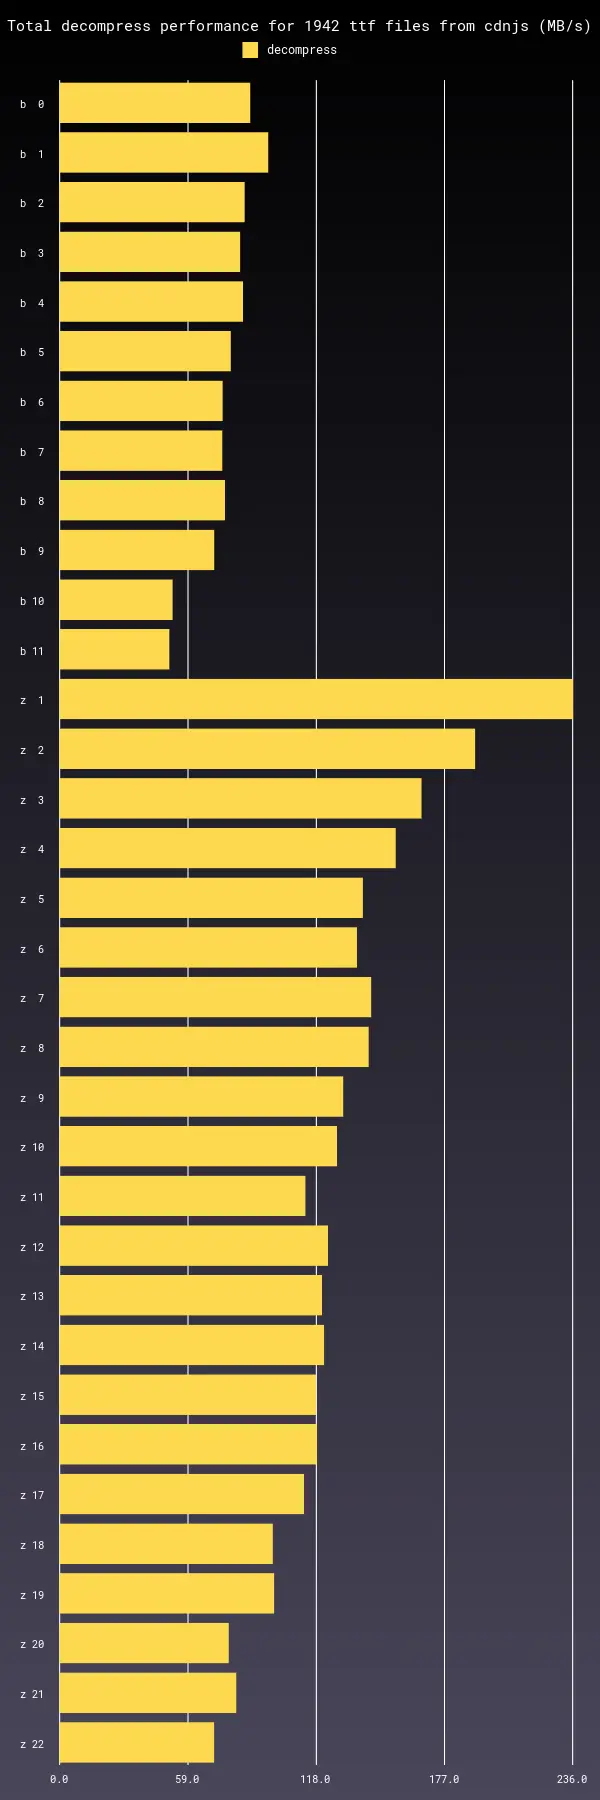 Total decompress performance for 1942 ttf files from cdnjs (MB/s)
decompress
b  0
b  1
b  2
b  3
b  4
b  5
b  6
b  7
b  8
b  9
b 10
b 11
z  1
z  2
z  3
z  4
z  5
z  6
z  7
z  8
z  9
z 10
z 11
z 12
z 13
z 14
z 15
z 16
z 17
z 18
z 19
z 20
z 21
z 22
0.0 59.0 118.0 177.0 236.0